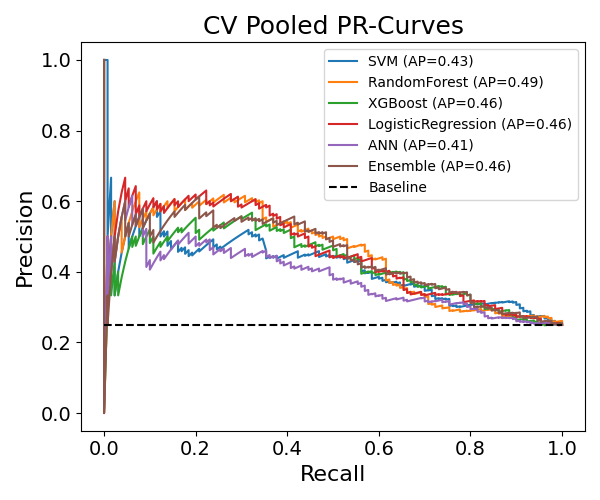 CV Pooled PR-Curves
SVM (AP=0.43)
RandomForest (AP=0.49)
XGBoost (AP=0.46)
LogisticRegression (AP=0.46)
ANN (AP=0.41)
Ensemble (AP=0.46)
Baseline
Precision
1.0
0.8
0.6
0.4
0.2
0.0
0.0 0.2 0.4 0.6 0.8 1.0
Recall